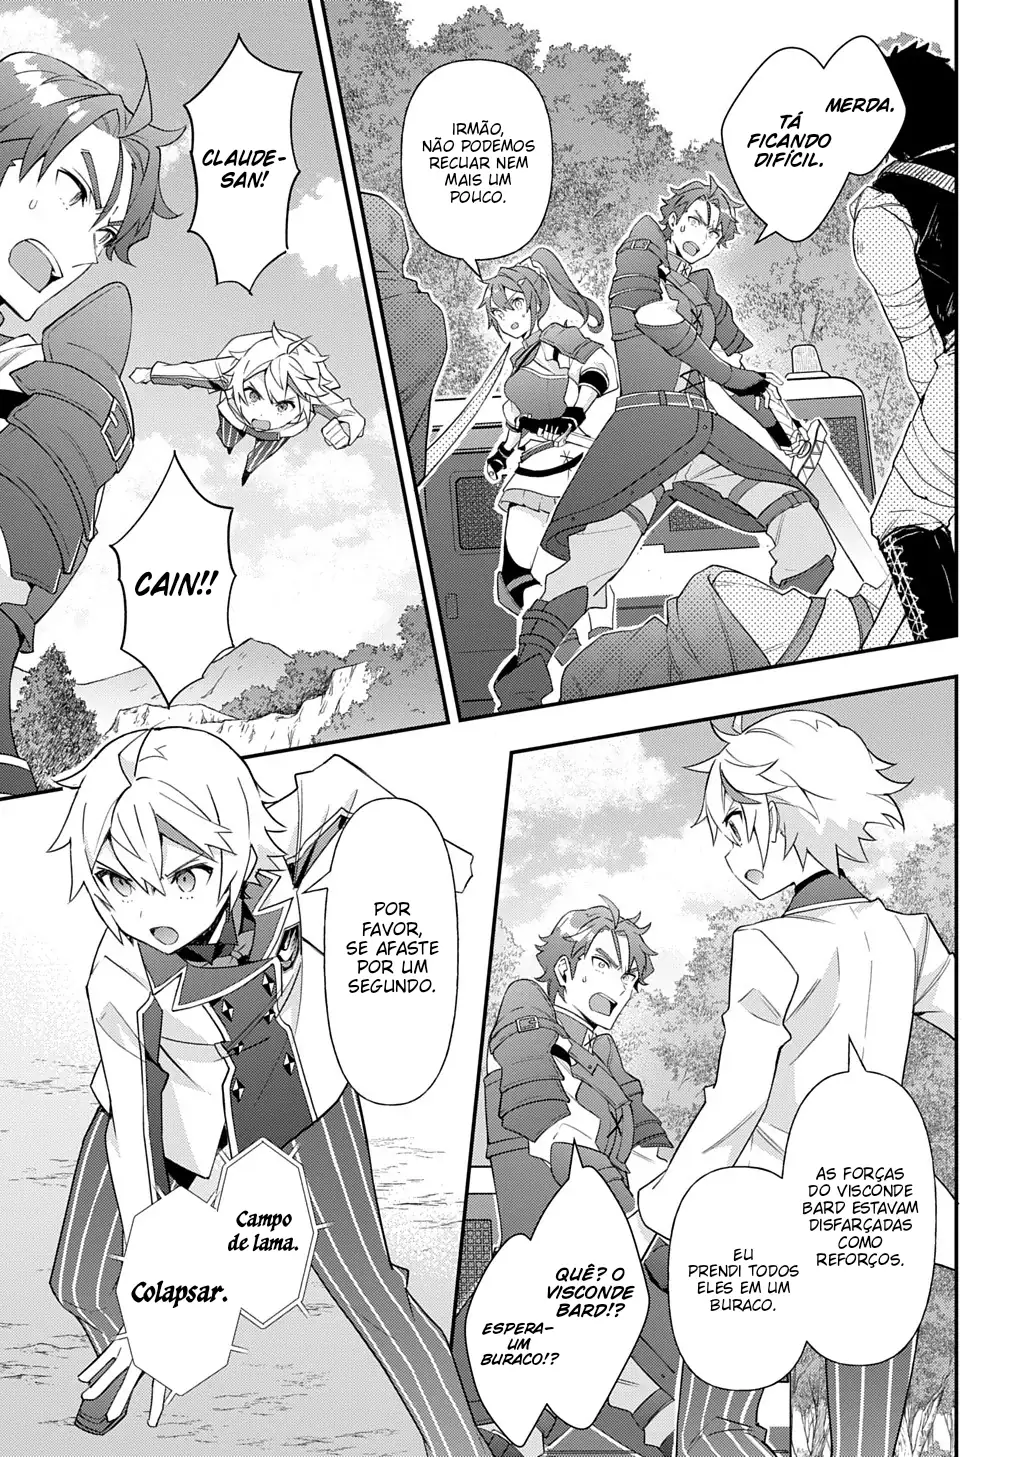 MERDA.
TÁ
FICANDO
DIFÍCIL.
IRMÃO,
NÃO PODEMOS
RECUAR NEM
MAIS UM
POUCO.
CLAUDE-
SAN!
CAIN!!
AS FORÇAS
DO VISCONDE
BARD ESTAVAM
DISFARÇADAS
COMO
REFORÇOS.
EU
PRENDI TODOS
ELES EM UM
BURACO.
QUÊ? O
VISCONDE
BARD!?
ESPERA-
UM
BURACO!?
POR
FAVOR,
SE AFASTE
POR UM
SEGUNDO.
Campo
de lama.
Colapsar.